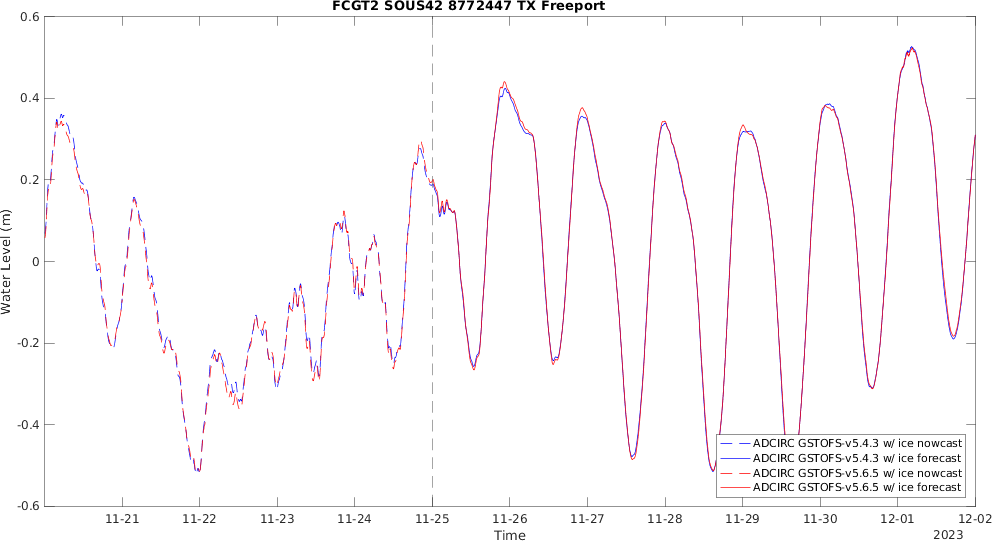 FCGT2 SOUS42 8772447 TX Freeport
0.6
0.4
0.2
0
-0.2
-0.4
-0.6
Water Level (m)
11-21
11-22
11-23
11-24
11-25
11-26
11-27
11-28
11-29
11-30
12-01
12-02
Time
2023
ADCIRC GSTOFS-v5.4.3 w/ ice nowcast
ADCIRC GSTOFS-v5.4.3 w/ ice forecast
ADCIRC GSTOFS-v5.6.5 w/ ice nowcast
ADCIRC GSTOFS-v5.6.5 w/ ice forecast